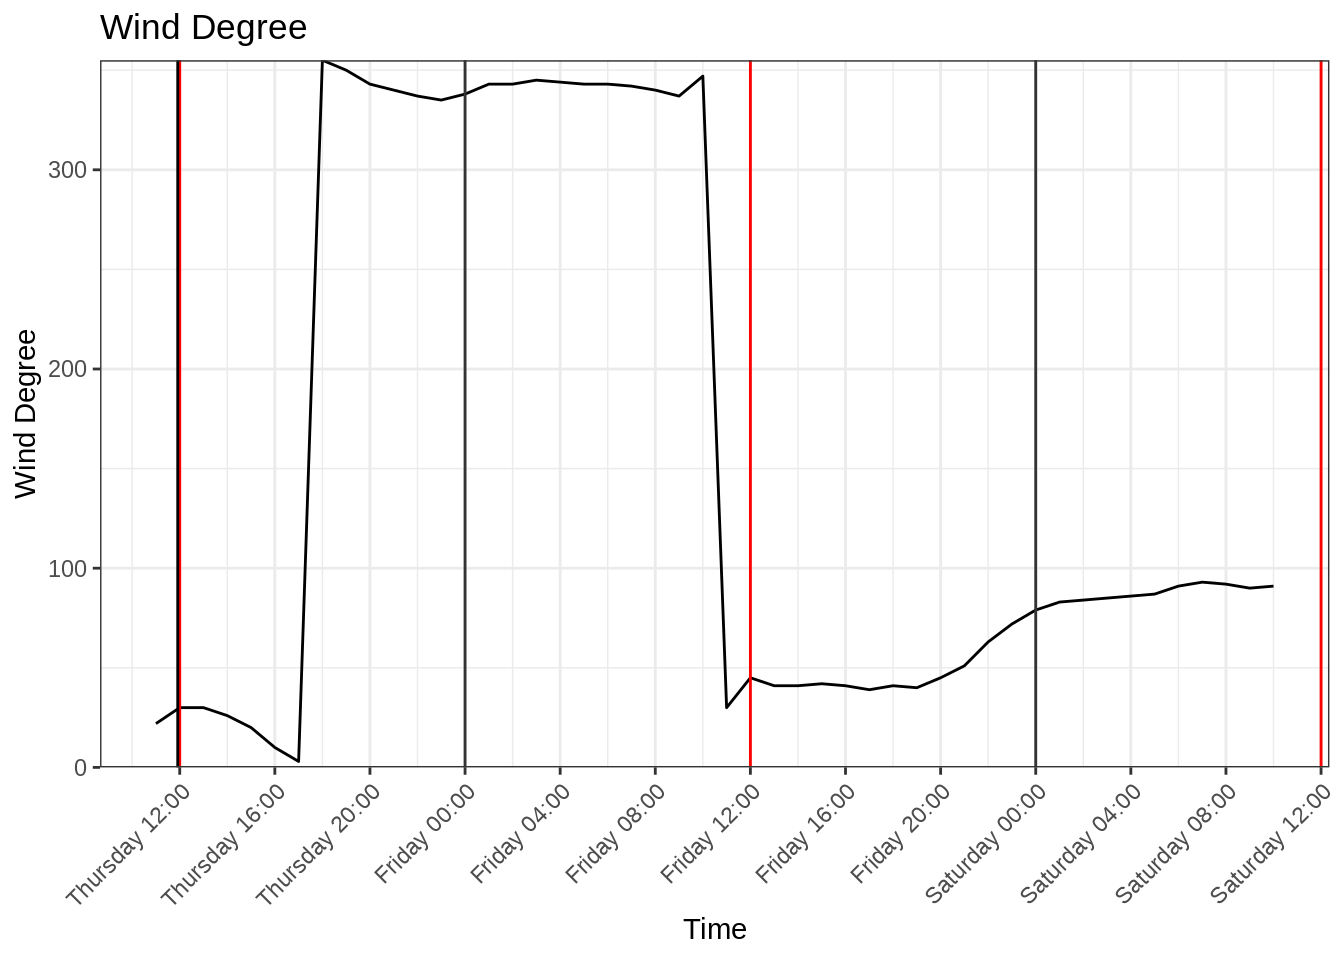 Wind Degree
Wind Degree
300
200
100
0
Thursday 12:00
Thursday 16:00
Thursday 20:00
Friday 00:00
Friday 04:00
Friday 08:00
Friday 12:00
Friday 16:00
Friday 20:00
Saturday 00:00
Saturday 04:00
Saturday 08:00
Saturday 12:00
Time